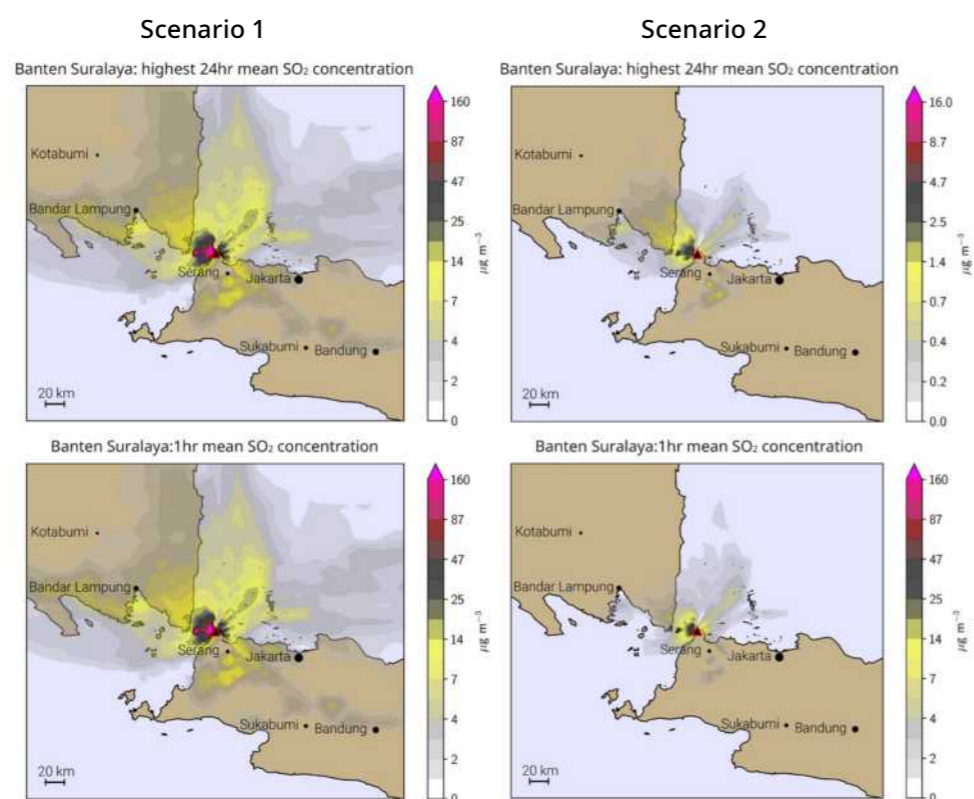 Scenario 1
Scenario 2
Banten Suralaya: highest 24hr mean SO₂ concentration
Kotabumi
Bandar Lampung
Serang
Jakarta
Sukabumi
Bandung
20 km
160
87
47
25
14
7
4
2
0
µg m⁻³
Banten Suralaya: highest 24hr mean SO₂ concentration
Kotabumi
Bandar Lampung
Serang
Jakarta
Sukabumi
Bandung
20 km
16.0
8.7
4.7
2.5
1.4
0.7
0.4
0.2
0.0
µg m⁻³
Banten Suralaya:1hr mean SO₂ concentration
Kotabumi
Bandar Lampung
Serang
Jakarta
Sukabumi
Bandung
20 km
160
87
47
25
14
7
4
2
0
µg m⁻³
Banten Suralaya:1hr mean SO₂ concentration
Kotabumi
Bandar Lampung
Serang
Jakarta
Sukabumi
Bandung
20 km
160
87
47
25
14
7
4
2
0
µg m⁻³